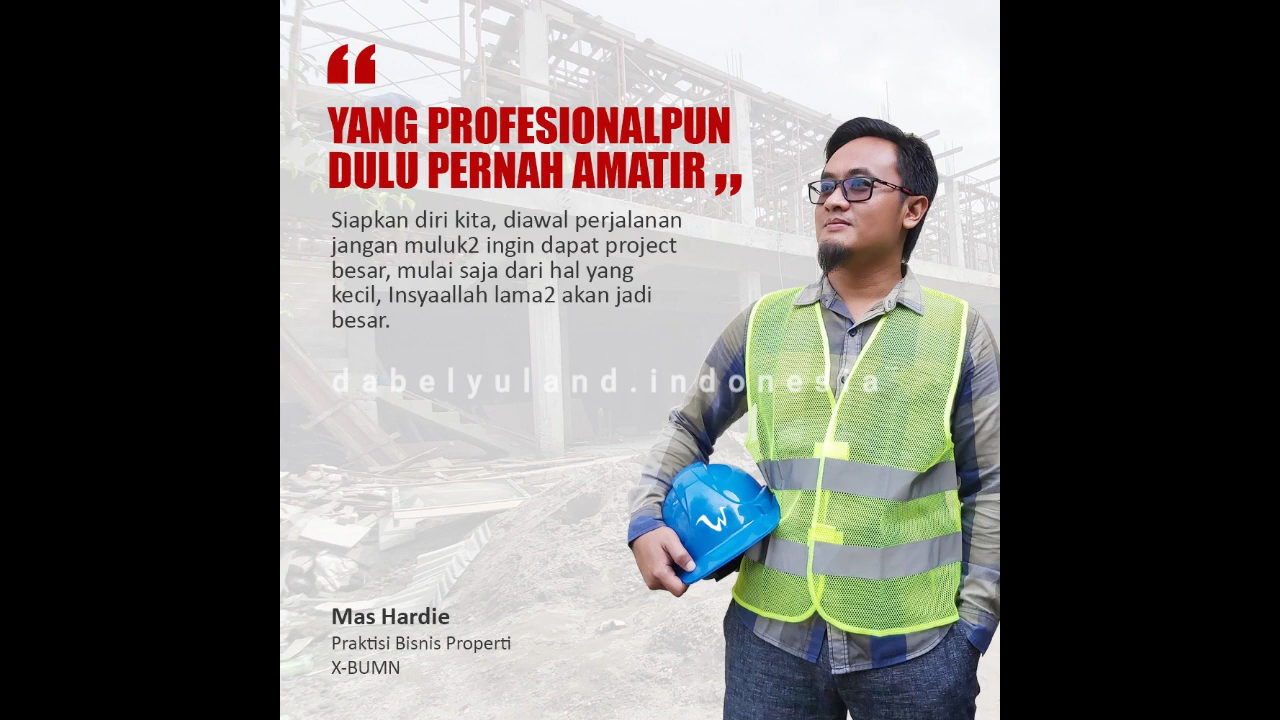 “
YANG PROFESIONALPUN
DULU PERNAH AMATIR „
Siapkan diri kita, diawal perjalanan
jangan muluk2 ingin dapat project
besar, mulai saja dari hal yang
kecil, Insyaallah lama2 akan jadi
besar.
dabelyuland.indonesia
W
Mas Hardie
Praktisi Bisnis Properti
X-BUMN